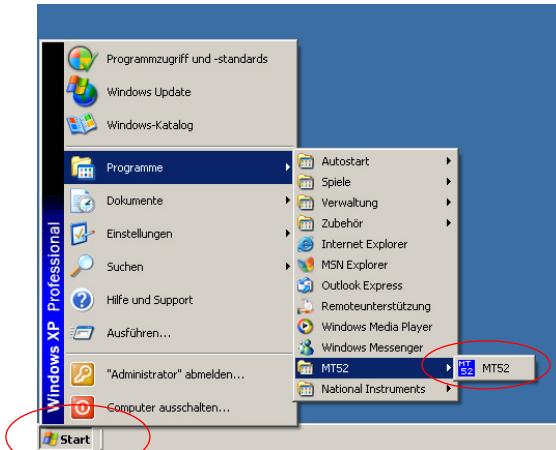 Programmzugriff und -standards
Windows Update
Windows-Katalog
Programme
Dokumente
Einstellungen
Suchen
Hilfe und Support
Ausführen...
"Administrator" abmelden...
Computer ausschalten...
Windows XP Professional
Autostart
Spiele
Verwaltung
Zubehör
Internet Explorer
MSN Explorer
Outlook Express
Remoteunterstützung
Windows Media Player
Windows Messenger
MT52
National Instruments
MT
52
MT52
Start